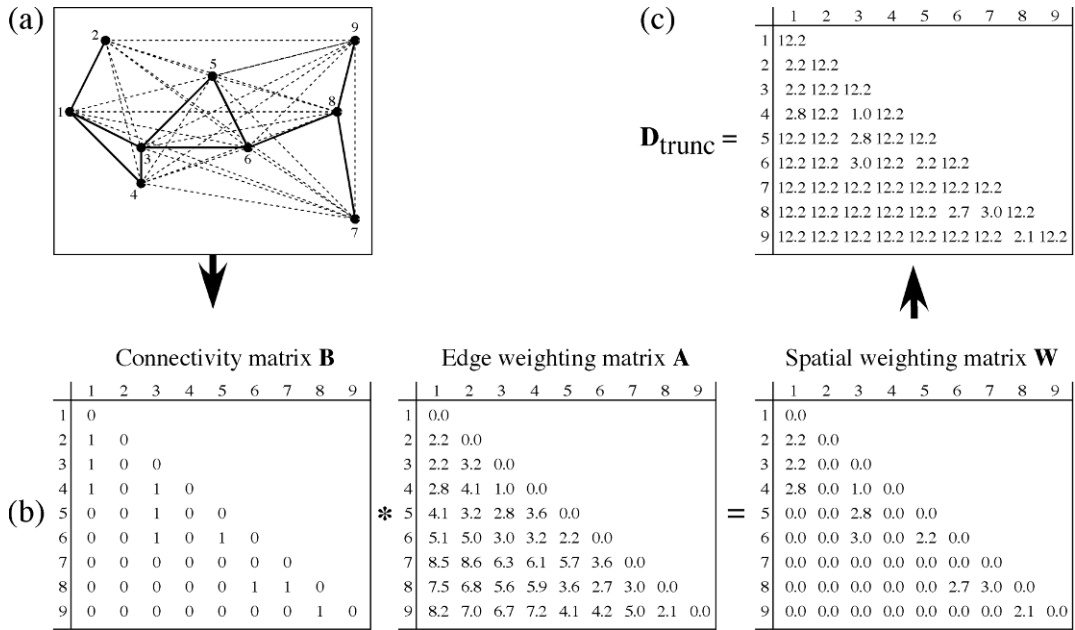 (a)
2
9
5
1
8
3
6
4
7
(c)
D trunc =
1 2 3 4 5 6 7 8 9
1 12.2
2 2.2 12.2
3 2.2 12.2 12.2
4 2.8 12.2 1.0 12.2
5 12.2 12.2 2.8 12.2 12.2
6 12.2 12.2 3.0 12.2 2.2 12.2
7 12.2 12.2 12.2 12.2 12.2 12.2 12.2
8 12.2 12.2 12.2 12.2 12.2 2.7 3.0 12.2
9 12.2 12.2 12.2 12.2 12.2 12.2 12.2 2.1 12.2
(b)
Connectivity matrix B
1 2 3 4 5 6 7 8 9
1 0
2 1 0
3 1 0 0
4 1 0 1 0
5 0 0 1 0 0
6 0 0 1 0 1 0
7 0 0 0 0 0 0 0
8 0 0 0 0 0 1 1 0
9 0 0 0 0 0 0 0 1 0
*
Edge weighting matrix A
1 2 3 4 5 6 7 8 9
1 0.0
2 2.2 0.0
3 2.2 3.2 0.0
4 2.8 4.1 1.0 0.0
5 4.1 3.2 2.8 3.6 0.0
6 5.1 5.0 3.0 3.2 2.2 0.0
7 8.5 8.6 6.3 6.1 5.7 3.6 0.0
8 7.5 6.8 5.6 5.9 3.6 2.7 3.0 0.0
9 8.2 7.0 6.7 7.2 4.1 4.2 5.0 2.1 0.0
=
Spatial weighting matrix W
1 2 3 4 5 6 7 8 9
1 0.0
2 2.2 0.0
3 2.2 0.0 0.0
4 2.8 0.0 1.0 0.0
5 0.0 0.0 2.8 0.0 0.0
6 0.0 0.0 3.0 0.0 2.2 0.0
7 0.0 0.0 0.0 0.0 0.0 0.0 0.0
8 0.0 0.0 0.0 0.0 0.0 2.7 3.0 0.0
9 0.0 0.0 0.0 0.0 0.0 0.0 0.0 2.1 0.0